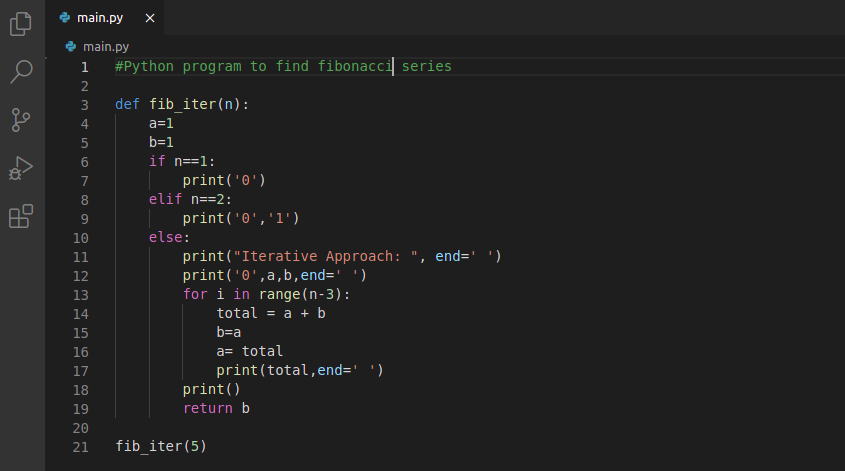 main.py
main.py
1 #Python program to find fibonacci series
2
3 def fib_iter(n):
4     a=1
5     b=1
6     if n==1:
7         print('0')
8     elif n==2:
9         print('0','1')
10     else:
11         print("Iterative Approach: ", end=' ')
12         print('0',a,b,end=' ')
13         for i in range(n-3):
14             total = a + b
15             b=a
16             a= total
17             print(total,end=' ')
18         print()
19         return b
20
21 fib_iter(5)